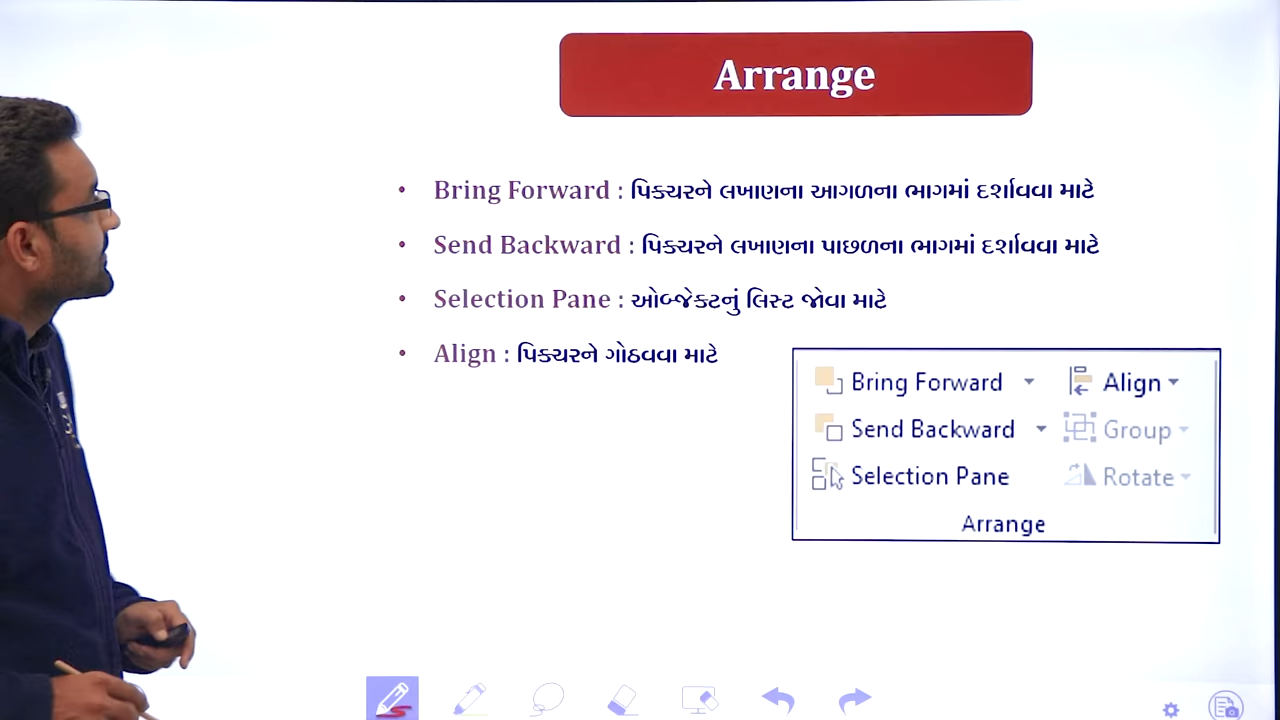 Arrange
• Bring Forward : પિક્ચરને લખાણના આગળના ભાગમાં દર્શાવવા માટે
• Send Backward : પિક્ચરને લખાણના પાછળના ભાગમાં દર્શાવવા માટે
• Selection Pane : ઓબ્જેક્ટનું લિસ્ટ જોવા માટે
• Align : પિક્ચરને ગોઠવવા માટે
Bring Forward Align
Send Backward Group
Selection Pane Rotate
Arrange